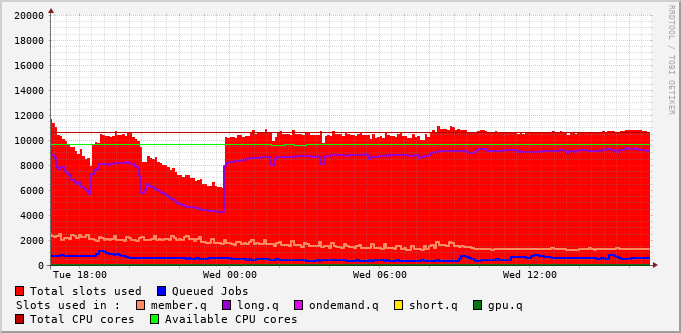 20000
18000
16000
14000
12000
10000
8000
6000
4000
2000
0
Tue 18:00 Wed 00:00 Wed 06:00 Wed 12:00
RRDTOOL / TOBI OETIKER
Total slots used Queued Jobs
Slots used in : member.q long.q ondemand.q short.q gpu.q
Total CPU cores Available CPU cores